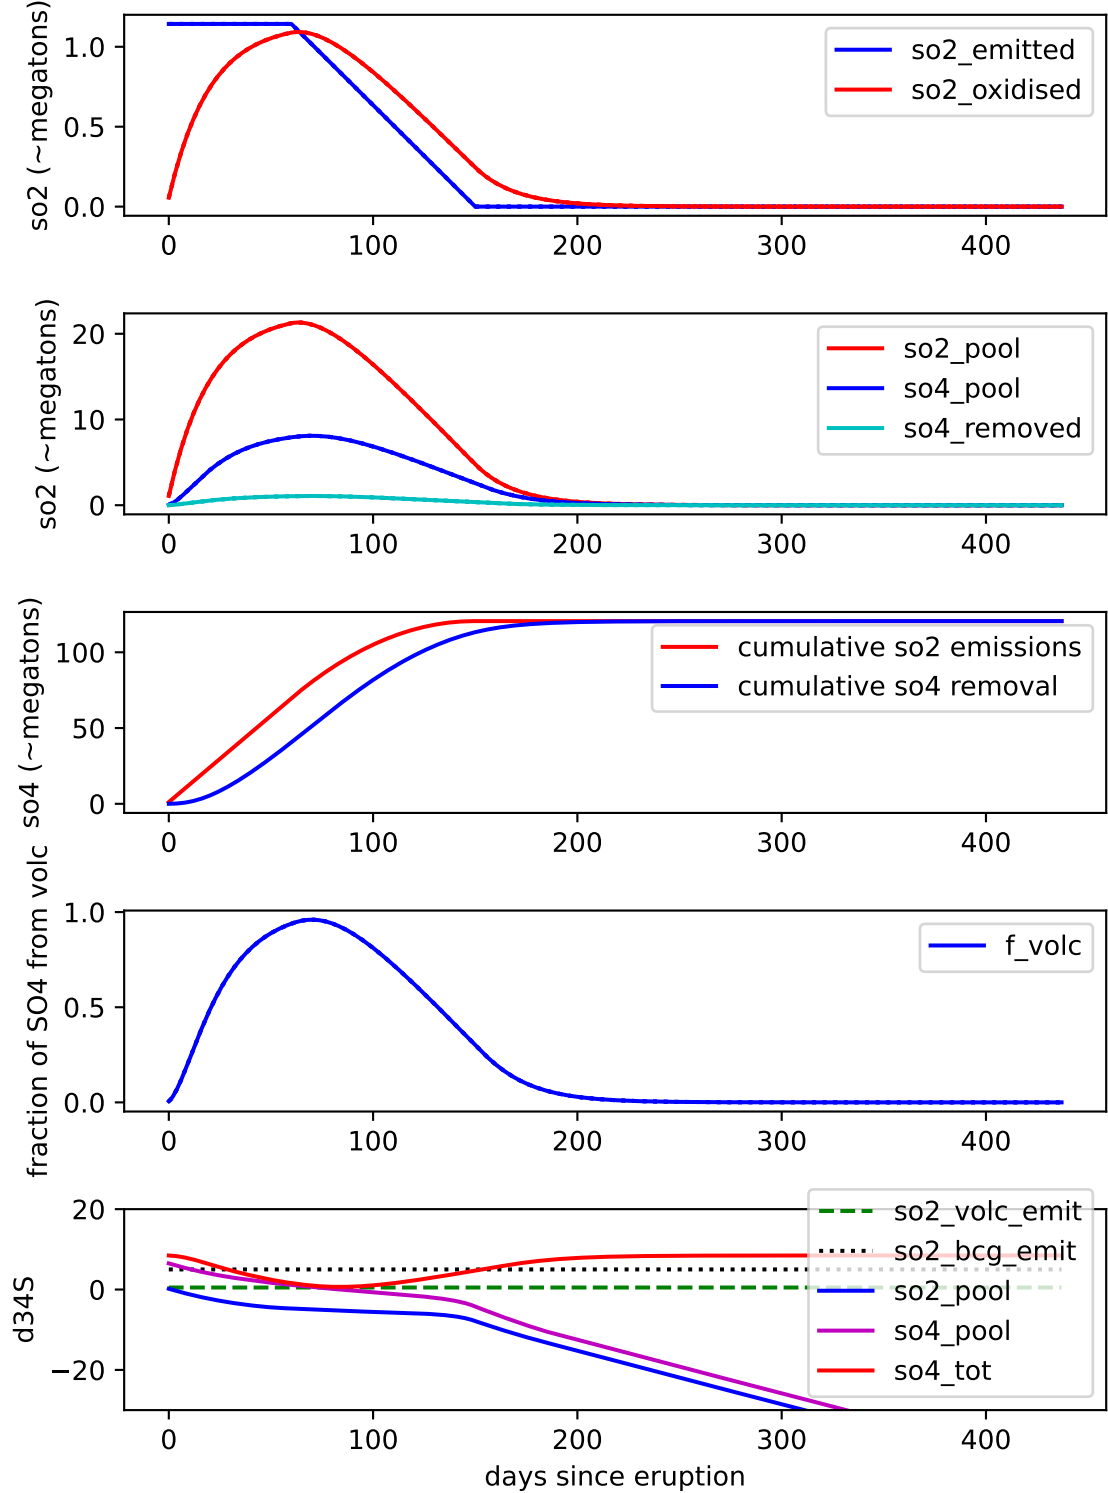 so2 (~megatons)
1.0
0.5
0.0
so2_emitted
so2_oxidised
0 100 200 300 400
so2 (~megatons)
20
10
0
so2_pool
so4_pool
so4_removed
0 100 200 300 400
so4 (~megatons)
100
50
0
cumulative so2 emissions
cumulative so4 removal
0 100 200 300 400
fraction of SO4 from volc
1.0
0.5
0.0
f_volc
0 100 200 300 400
d34S
20
0
−20
so2_volc_emit
so2_bcg_emit
so2_pool
so4_pool
so4_tot
0 100 200 300 400
days since eruption